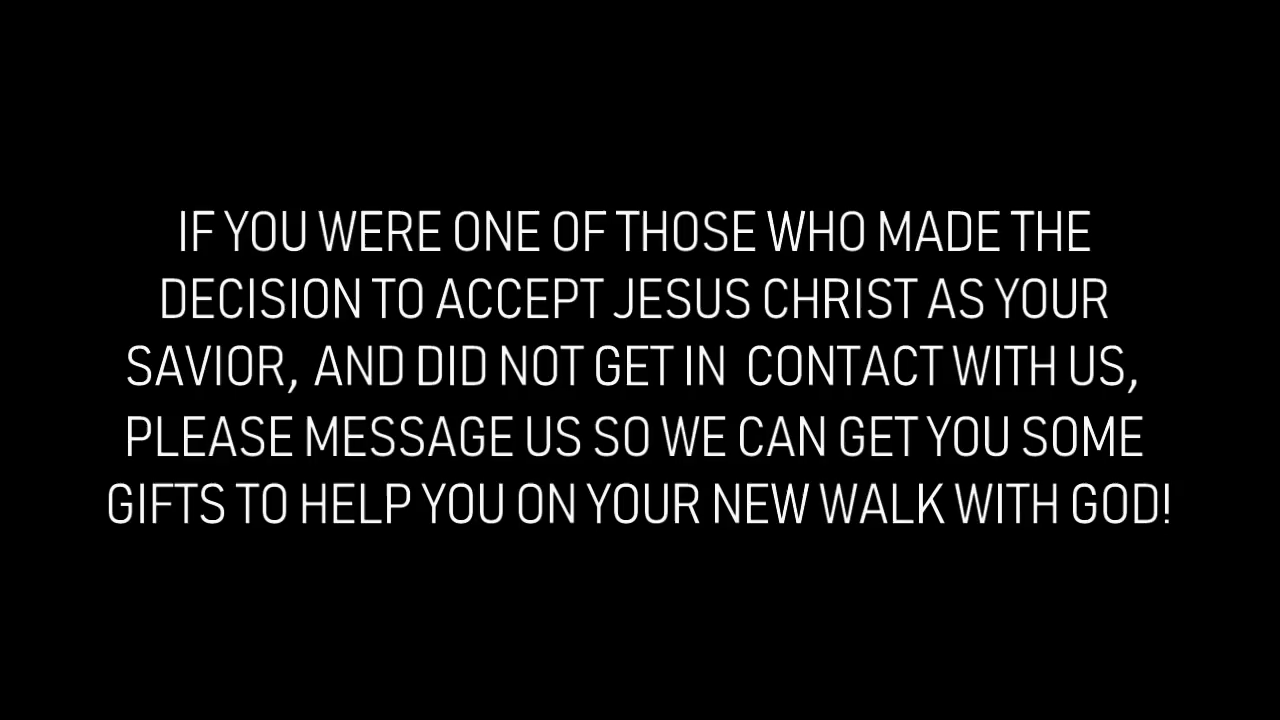 IF YOU WERE ONE OF THOSE WHO MADE THE
DECISION TO ACCEPT JESUS CHRIST AS YOUR
SAVIOR, AND DID NOT GET IN  CONTACT WITH US,
PLEASE MESSAGE US SO WE CAN GET YOU SOME
GIFTS TO HELP YOU ON YOUR NEW WALK WITH GOD!